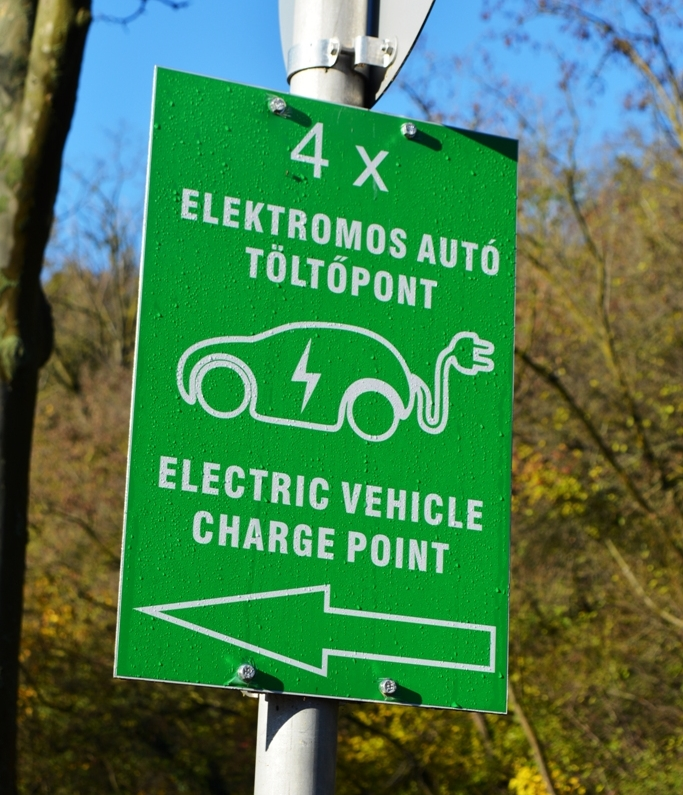 4 x
ELEKTROMOS AUTÓ
TÖLTŐPONT
ELECTRIC VEHICLE
CHARGE POINT